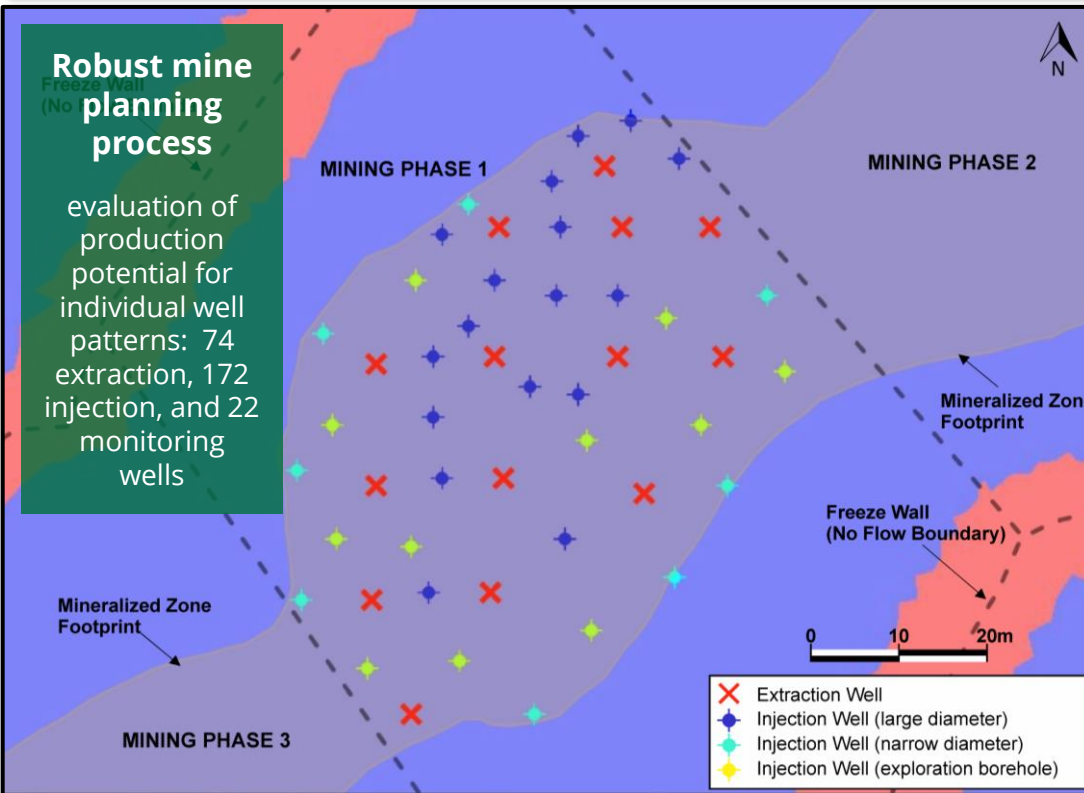 Robust mine
planning
process
evaluation of
production
potential for
individual well
patterns: 74
extraction, 172
injection, and 22
monitoring
wells
Freeze Wall
(No F
MINING PHASE 1
MINING PHASE 2
N
Mineralized Zon
Footprint
Freeze Wall
(No Flow Boundary)
Mineralized Zone
Footprint
0 10 20m
MINING PHASE 3
Extraction Well
Injection Well (large diameter)
Injection Well (narrow diameter)
Injection Well (exploration borehole)